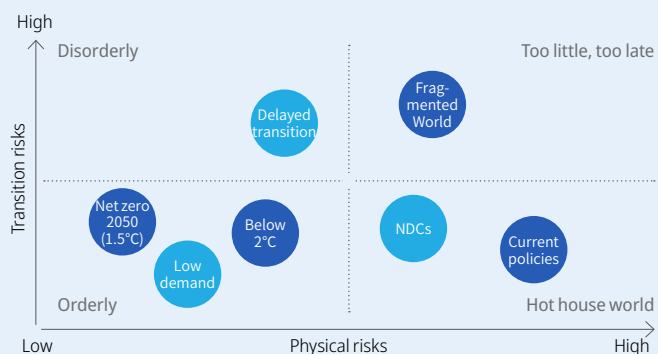 High
Disorderly
Too little, too late
Frag-
mented
World
Delayed
transition
Transition risks
Net zero
2050
(1.5°C)
Below
2°C
NDCs
Current
policies
Low
demand
Orderly
Hot house world
Low
Physical risks
High